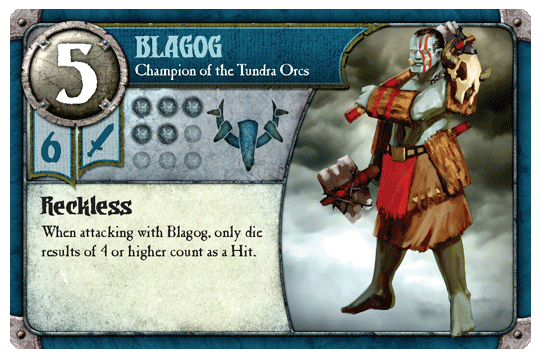 5
BLAGOG
Champion of the Tundra Orcs
6
Reckless
When attacking with Blagog, only die
results of 4 or higher count as a Hit.